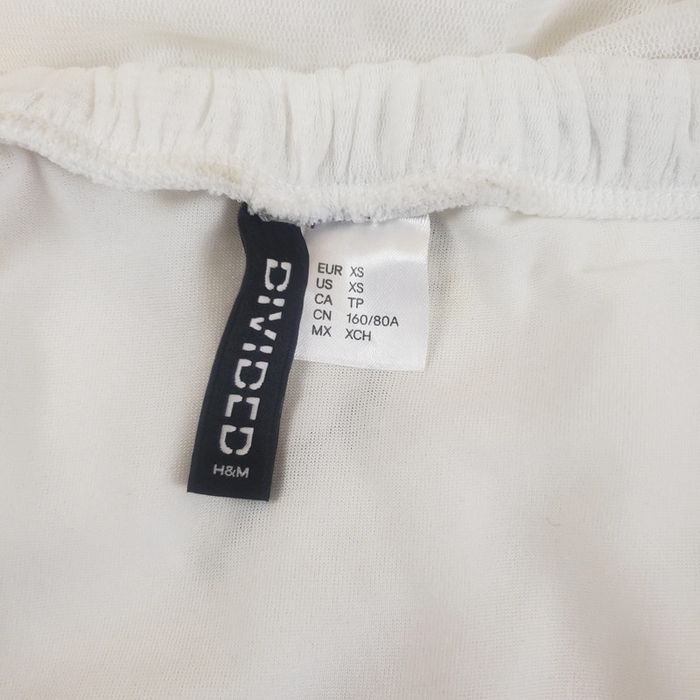 DIVIDED
H&M
EUR XS
US XS
CA TP
CN 160/80A
MX XCH